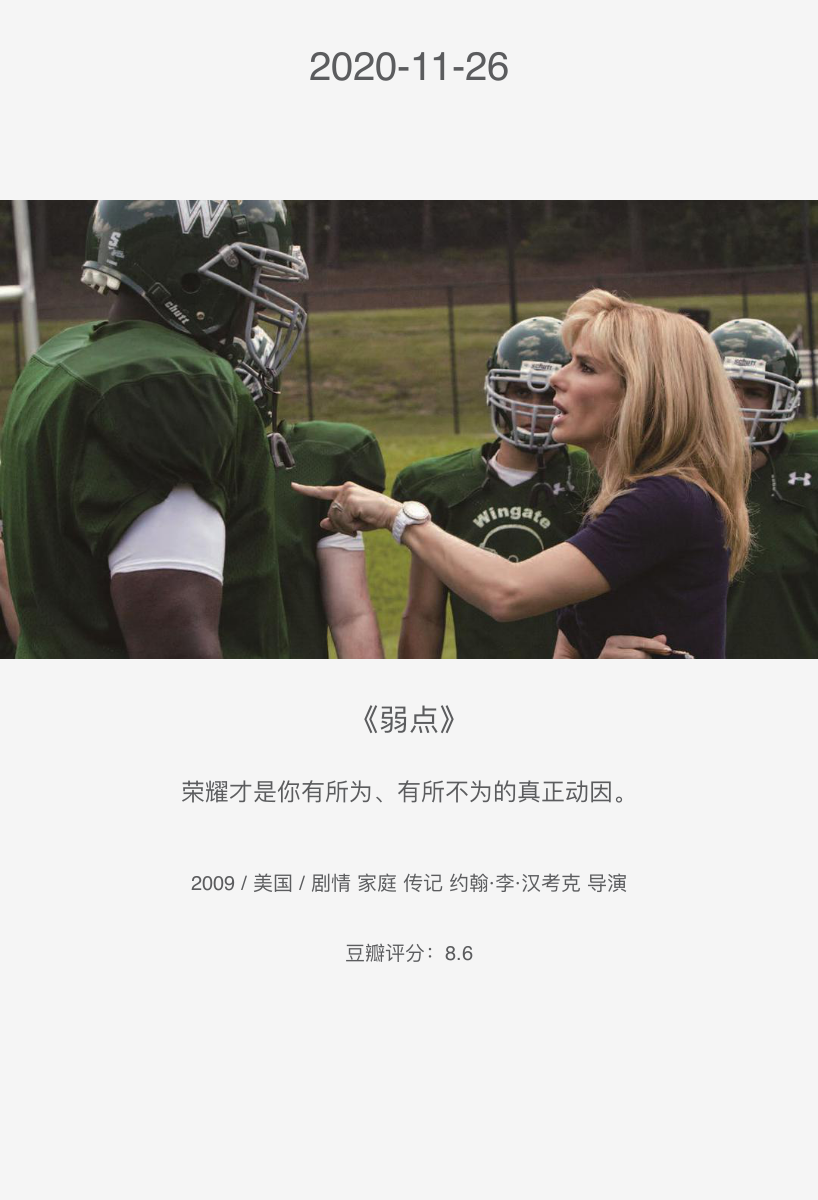 2020-11-26
W
schutt
schutt
Wingate
《弱点》
荣耀才是你有所为、有所不为的真正动因。
2009 / 美国 / 剧情 家庭 传记 约翰·李·汉考克 导演
豆瓣评分：8.6